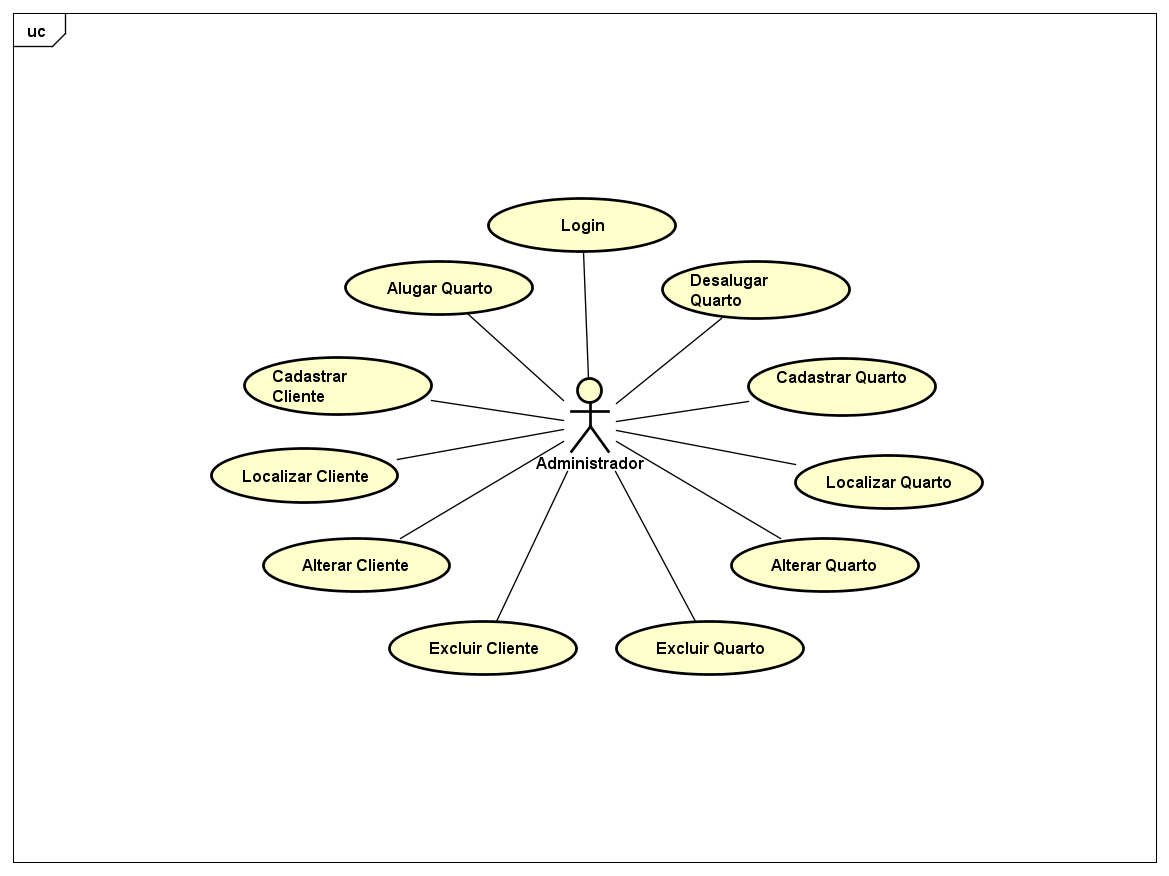 uc
Login
Alugar Quarto
Desalugar
Quarto
Cadastrar
Cliente
Cadastrar Quarto
Administrador
Localizar Cliente
Localizar Quarto
Alterar Cliente
Alterar Quarto
Excluir Cliente
Excluir Quarto